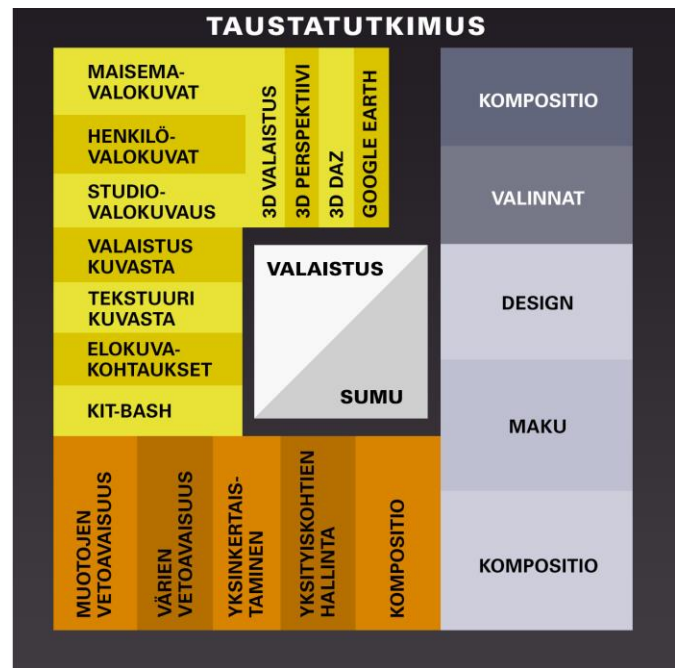 TAUSTATUTKIMUS
MAISEMA-
VALOKUVAT
HENKILÖ-
VALOKUVAT
STUDIO-
VALOKUVAUS
VALAISTUS
KUVASTA
TEKSTUURI
KUVASTA
ELOKUVA-
KOHTAUKSET
KIT-BASH
3D VALAISTUS
3D PERSPEKTIIVI
3D DAZ
GOOGLE EARTH
VALAISTUS
SUMU
MUOTOJEN
VETOAVAISUUS
VÄRIEN
VETOAVAISUUS
YKSINKERTAIS-
TAMINEN
YKSITYISKOHTIEN
HALLINTA
KOMPOSITIO
KOMPOSITIO
VALINNAT
DESIGN
MAKU
KOMPOSITIO